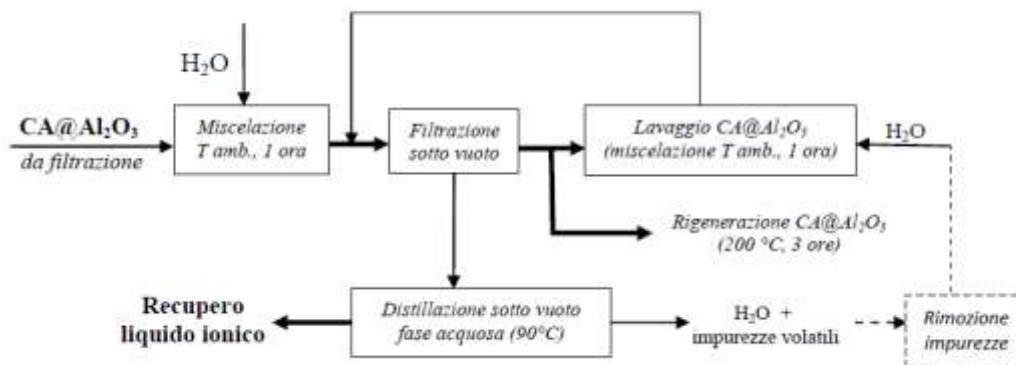 H₂O
CA@Al₂O₃
da filtrazione
Miscelazione
T amb., 1 ora
Filtrazione
sotto vuoto
Lavaggio CA@Al₂O₃
(miscelazione T amb., 1 ora)
H₂O
Rigenerazione CA@Al₂O₃
(200 °C, 3 ore)
Recupero
liquido ionico
Distillazione sotto vuoto
fase acquosa (90°C)
H₂O +
impurezze volatili
Rimozione
impurezze